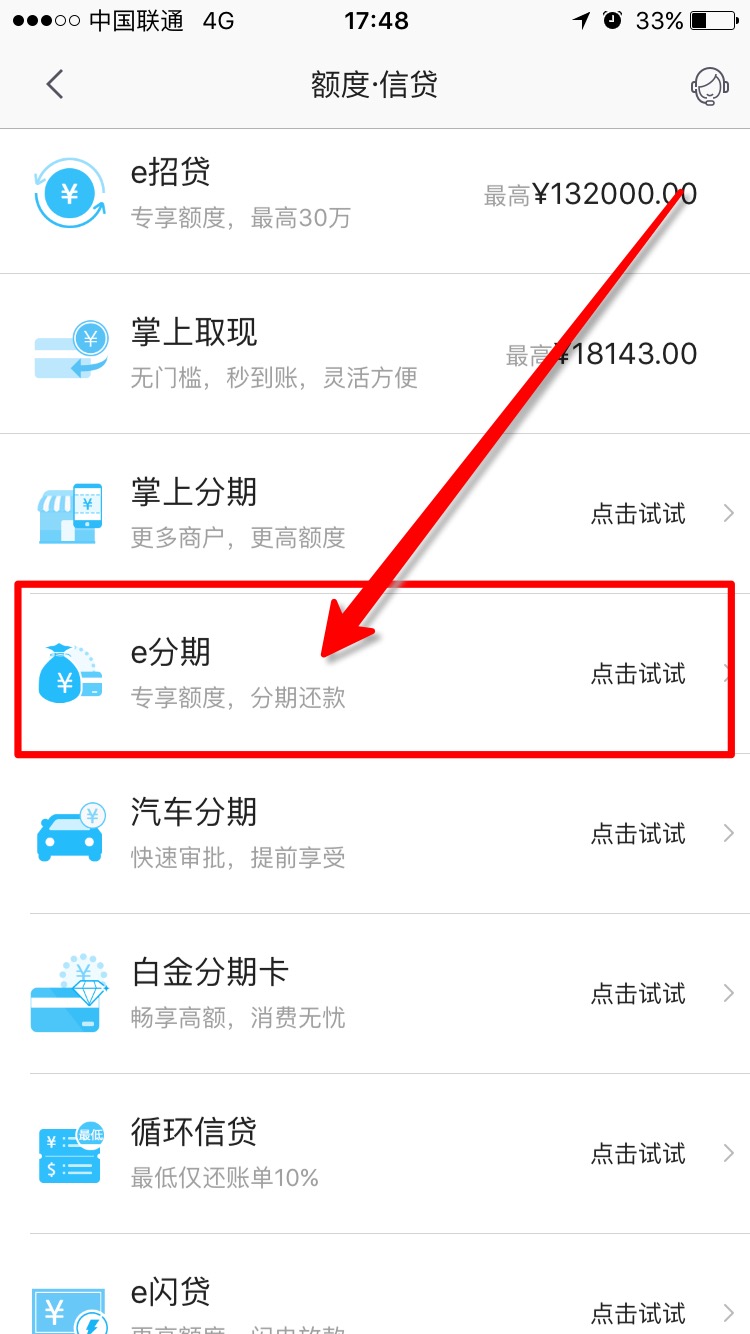 中国联通 4G 17:48 33%
额度·信贷
e招贷
最高¥132000.00
专享额度，最高30万
掌上取现
最高¥18143.00
无门槛，秒到账，灵活方便
掌上分期
点击试试
更多商户，更高额度
e分期
点击试试
专享额度，分期还款
汽车分期
点击试试
快速审批，提前享受
白金分期卡
点击试试
畅享高额，消费无忧
最低
循环信贷
点击试试
最低仅还账单10%
e闪贷
点击试试